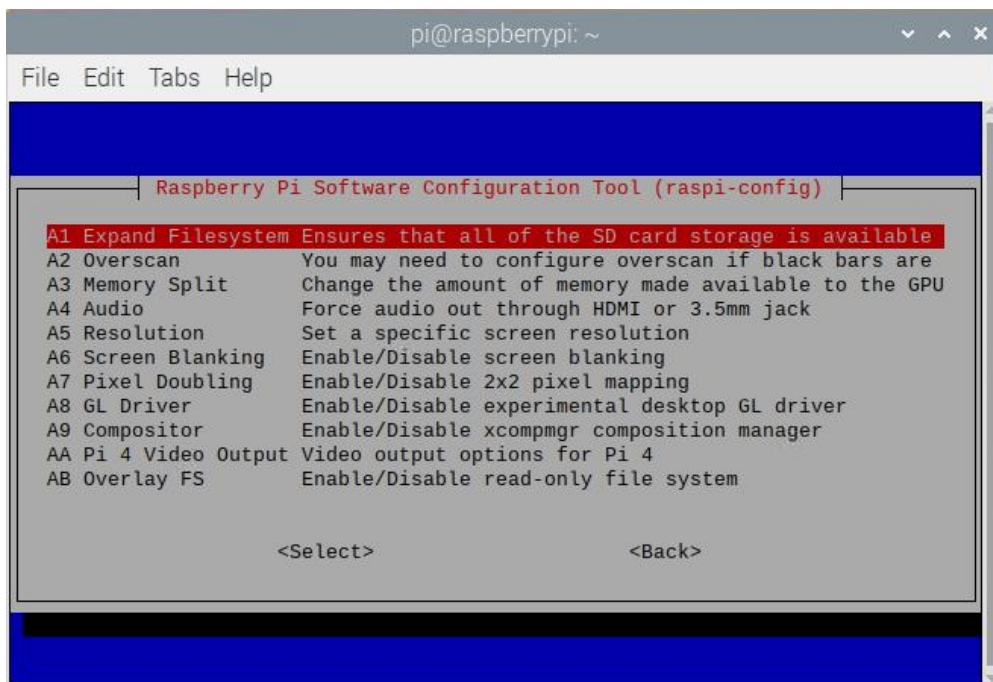 pi@raspberrypi: ~
File Edit Tabs Help
Raspberry Pi Software Configuration Tool (raspi-config)
A1 Expand Filesystem Ensures that all of the SD card storage is available
A2 Overscan You may need to configure overscan if black bars are
A3 Memory Split Change the amount of memory made available to the GPU
A4 Audio Force audio out through HDMI or 3.5mm jack
A5 Resolution Set a specific screen resolution
A6 Screen Blanking Enable/Disable screen blanking
A7 Pixel Doubling Enable/Disable 2x2 pixel mapping
A8 GL Driver Enable/Disable experimental desktop GL driver
A9 Compositor Enable/Disable xcompmgr composition manager
AA Pi 4 Video Output Video output options for Pi 4
AB Overlay FS Enable/Disable read-only file system
<Select> <Back>